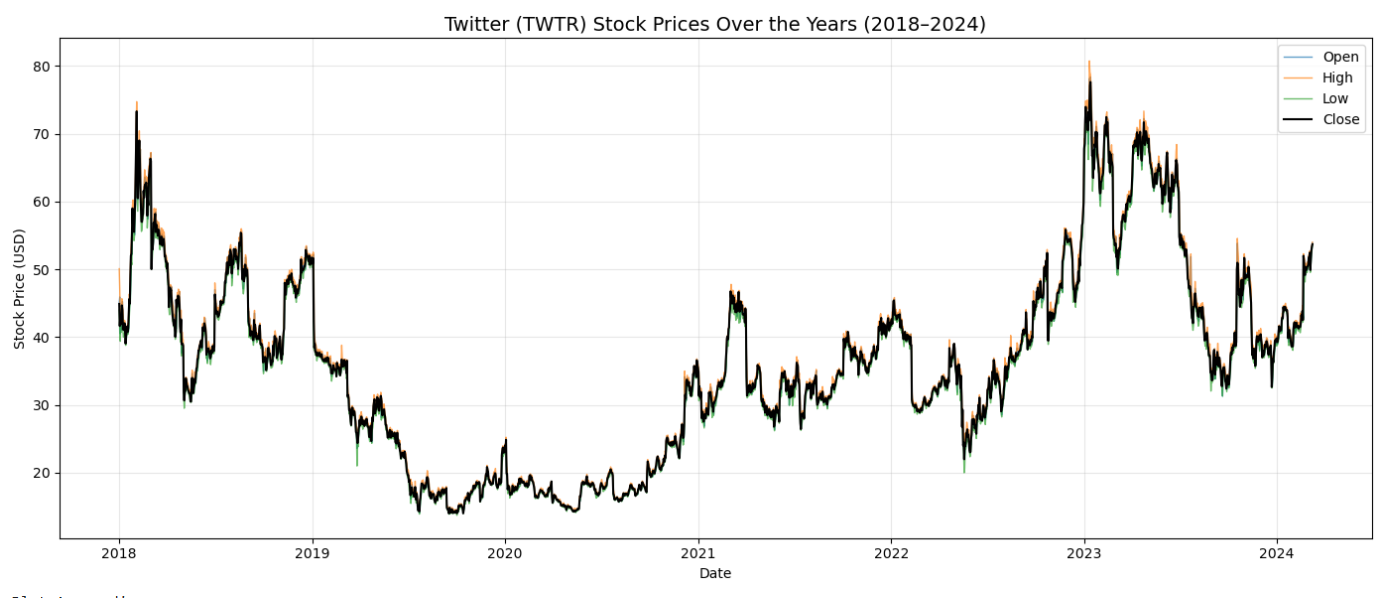 Twitter (TWTR) Stock Prices Over the Years (2018–2024)
Open
High
Low
Close
Stock Price (USD)
80
70
60
50
40
30
20
2018 2019 2020 2021 2022 2023 2024
Date